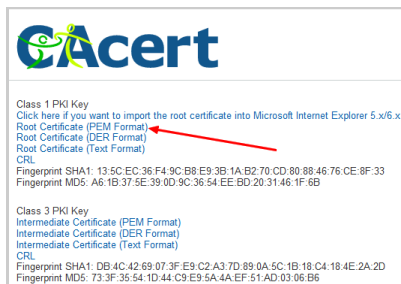 CAcert
Class 1 PKI Key
Click here if you want to import the root certificate into Microsoft Internet Explorer 5.x/6.x
Root Certificate (PEM Format)
Root Certificate (DER Format)
Root Certificate (Text Format)
CRL
Fingerprint SHA1: 13:5C:EC:36:F4:9C:B8:E9:3B:1A:B2:70:CD:80:88:46:76:CE:8F:33
Fingerprint MD5: A6:1B:37:5E:39:0D:9C:36:54:EE:BD:20:31:46:1F:6B
Class 3 PKI Key
Intermediate Certificate (PEM Format)
Intermediate Certificate (DER Format)
Intermediate Certificate (Text Format)
CRL
Fingerprint SHA1: DB:4C:42:69:07:3F:E9:C2:A3:7D:89:0A:5C:1B:18:C4:18:4E:2A:2D
Fingerprint MD5: 73:3F:35:54:1D:44:C9:E9:5A:4A:EF:51:AD:03:06:B6